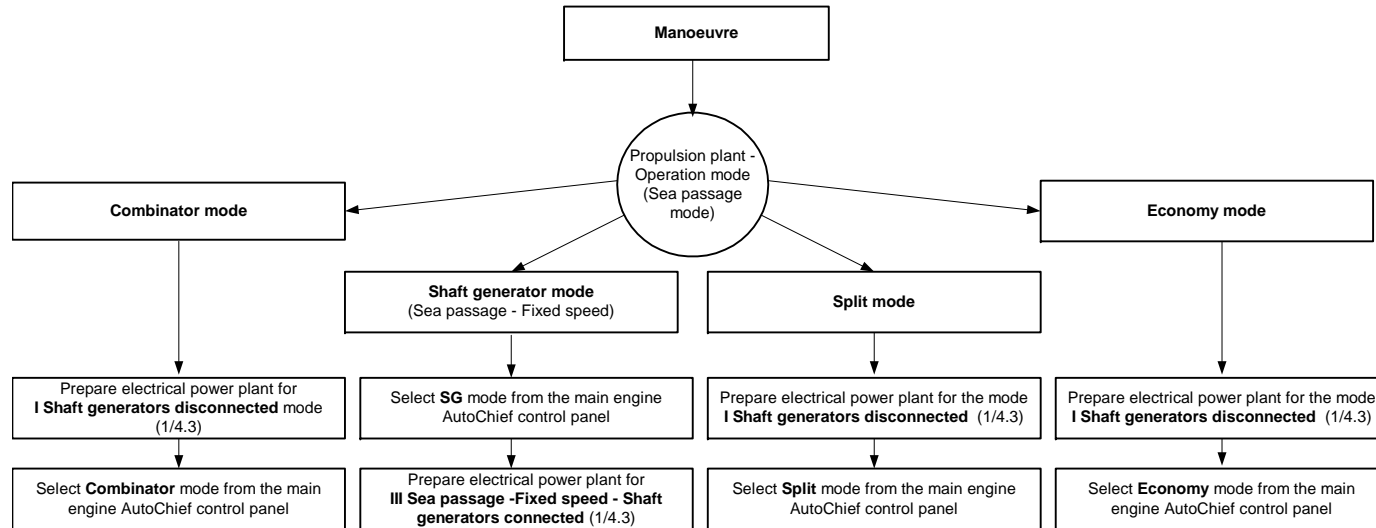 Manoeuvre
Propulsion plant -
Operation mode
(Sea passage
mode)
Combinator mode
Economy mode
Shaft generator mode
(Sea passage - Fixed speed)
Split mode
Prepare electrical power plant for
I Shaft generators disconnected mode
(1/4.3)
Select SG mode from the main engine
AutoChief control panel
Prepare electrical power plant for the mode
I Shaft generators disconnected (1/4.3)
Prepare electrical power plant for the mode
I Shaft generators disconnected (1/4.3)
Select Combinator mode from the main
engine AutoChief control panel
Prepare electrical power plant for
III Sea passage -Fixed speed - Shaft
generators connected (1/4.3)
Select Split mode from the main engine
AutoChief control panel
Select Economy mode from the main
engine AutoChief control panel